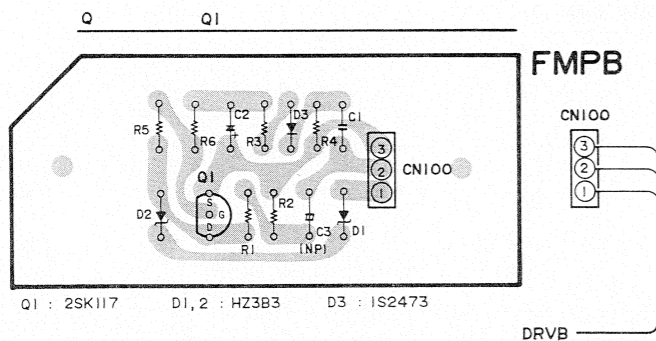 Q Q1
FMPB
CN100
C2 D3 C1
R5 R6 R3 R4
3
2
1
CN100
3
2
1
Q1
S
G
D
D2 R1 R2 C3 D1
(NP)
Q1 : 2SK117 D1,2 : HZ3B3 D3 : 1S2473
DRVB